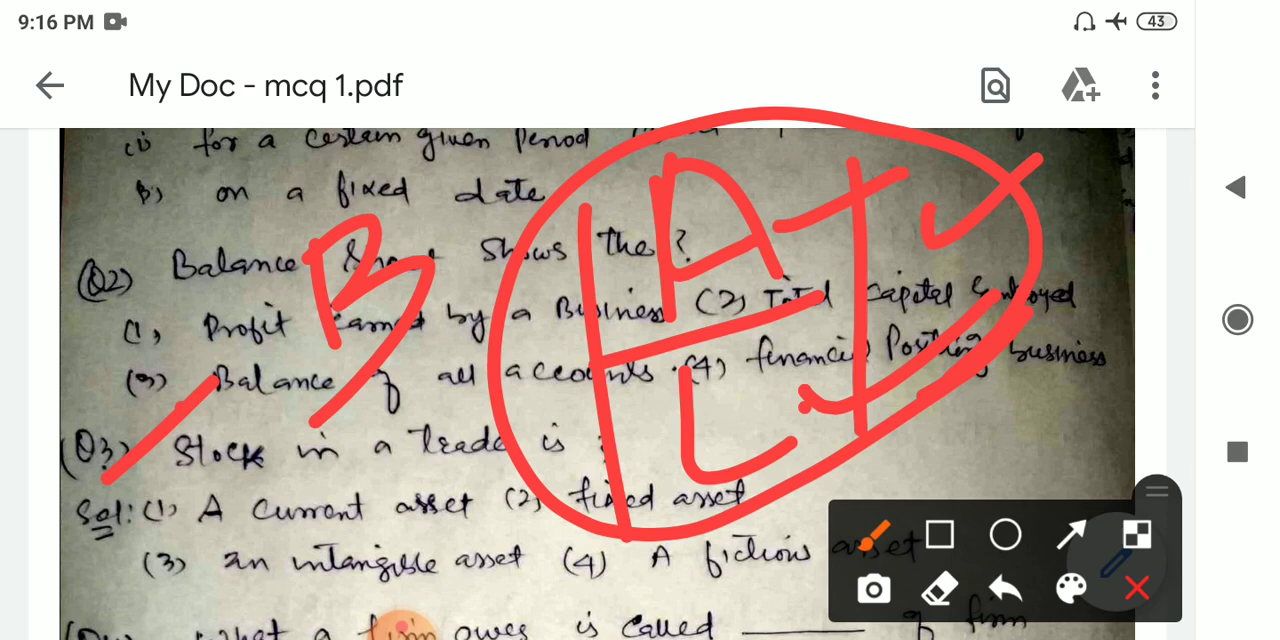 9:16 PM 43
My Doc - mcq 1.pdf
for a certain given Period
B) on a fixed date
(Q2) Balance Shows the ?
(1) Profit Earned by a Business (2) Total Capital Employed
(3) Balance of all accounts (4) financial Position business
(Q3) Stock in a trade is :
Sol: (1) A Current asset (2) fixed asset
(3) an intangible asset (4) A fictious asset
what a firm owes is called ______ of firm
B
A
L